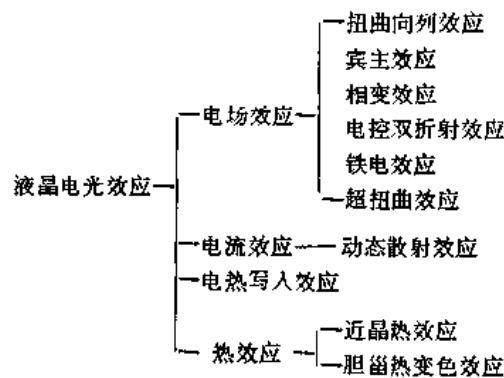 扭曲向列效应
宾主效应
相变效应
电场效应
电控双折射效应
铁电效应
液晶电光效应
超扭曲效应
电流效应
动态散射效应
电热写入效应
近晶热效应
热效应
胆甾热变色效应